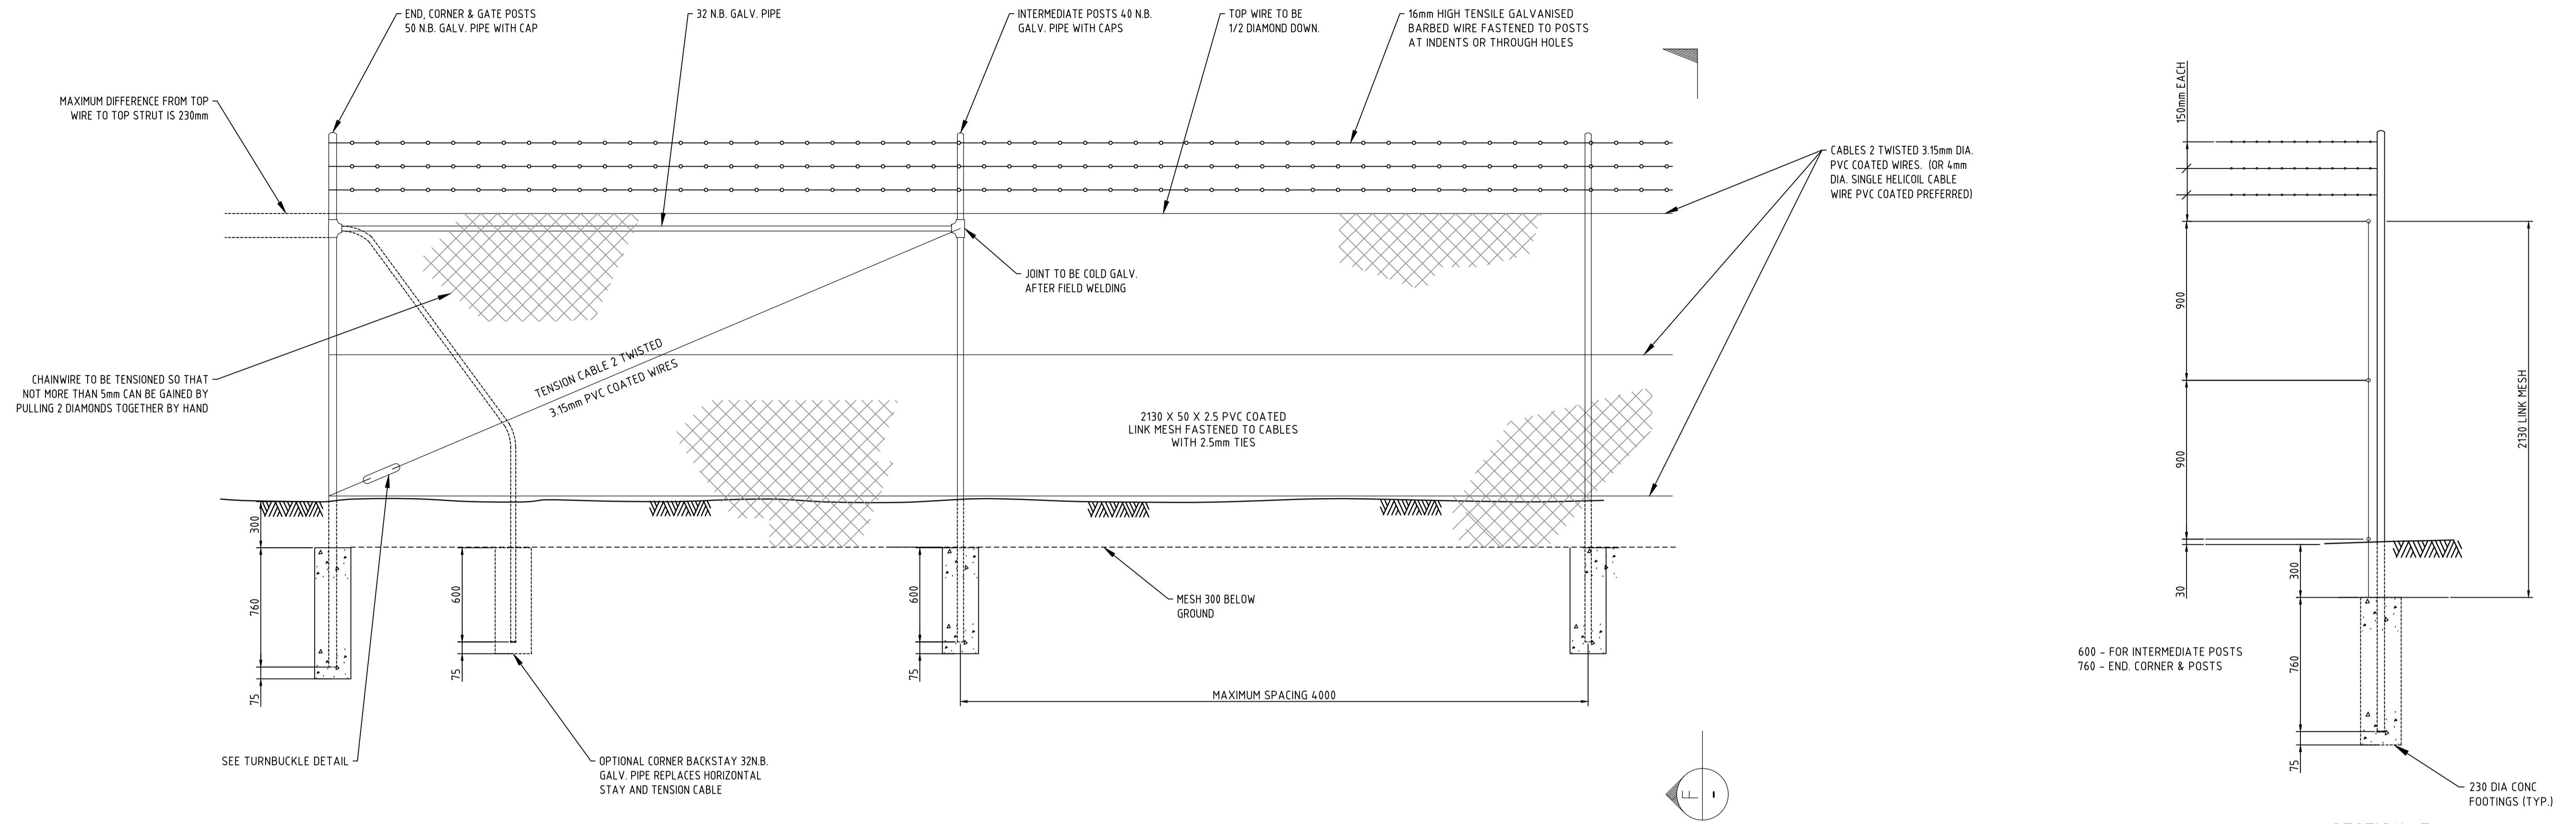 END, CORNER & GATE POSTS
50 N.B. GALV. PIPE WITH CAP
32 N.B. GALV. PIPE
INTERMEDIATE POSTS 40 N.B.
GALV. PIPE WITH CAPS
TOP WIRE TO BE
1/2 DIAMOND DOWN.
16mm HIGH TENSILE GALVANISED
BARBED WIRE FASTENED TO POSTS
AT INDENTS OR THROUGH HOLES
MAXIMUM DIFFERENCE FROM TOP
WIRE TO TOP STRUT IS 230mm
CABLES 2 TWISTED 3.15mm DIA.
PVC COATED WIRES. (OR 4mm
DIA. SINGLE HELICOIL CABLE
WIRE PVC COATED PREFERRED)
JOINT TO BE COLD GALV.
AFTER FIELD WELDING
TENSION CABLE 2 TWISTED
3.15mm PVC COATED WIRES
CHAINWIRE TO BE TENSIONED SO THAT
NOT MORE THAN 5mm CAN BE GAINED BY
PULLING 2 DIAMONDS TOGETHER BY HAND
2130 X 50 X 2.5 PVC COATED
LINK MESH FASTENED TO CABLES
WITH 2.5mm TIES
300
760
75
600
75
600
75
MESH 300 BELOW
GROUND
MAXIMUM SPACING 4000
SEE TURNBUCKLE DETAIL
OPTIONAL CORNER BACKSTAY 32N.B.
GALV. PIPE REPLACES HORIZONTAL
STAY AND TENSION CABLE
F
-
150mm EACH
900
900
30
2130 LINK MESH
300
760
75
600 - FOR INTERMEDIATE POSTS
760 - END. CORNER & POSTS
230 DIA CONC
FOOTINGS (TYP.)